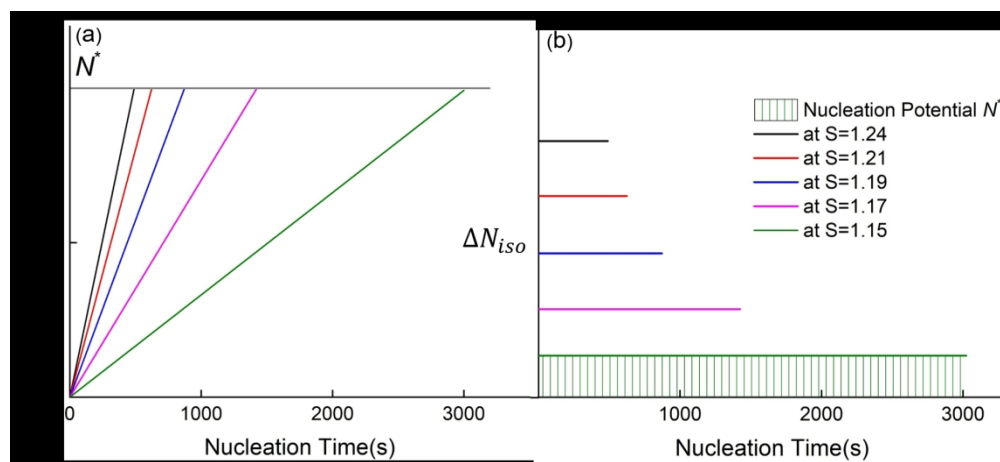 (a)
N*
0
1000
2000
3000
Nucleation Time(s)
(b)
Nucleation Potential N*
at S=1.24
at S=1.21
at S=1.19
at S=1.17
at S=1.15
ΔN_iso
1000
2000
3000
Nucleation Time(s)